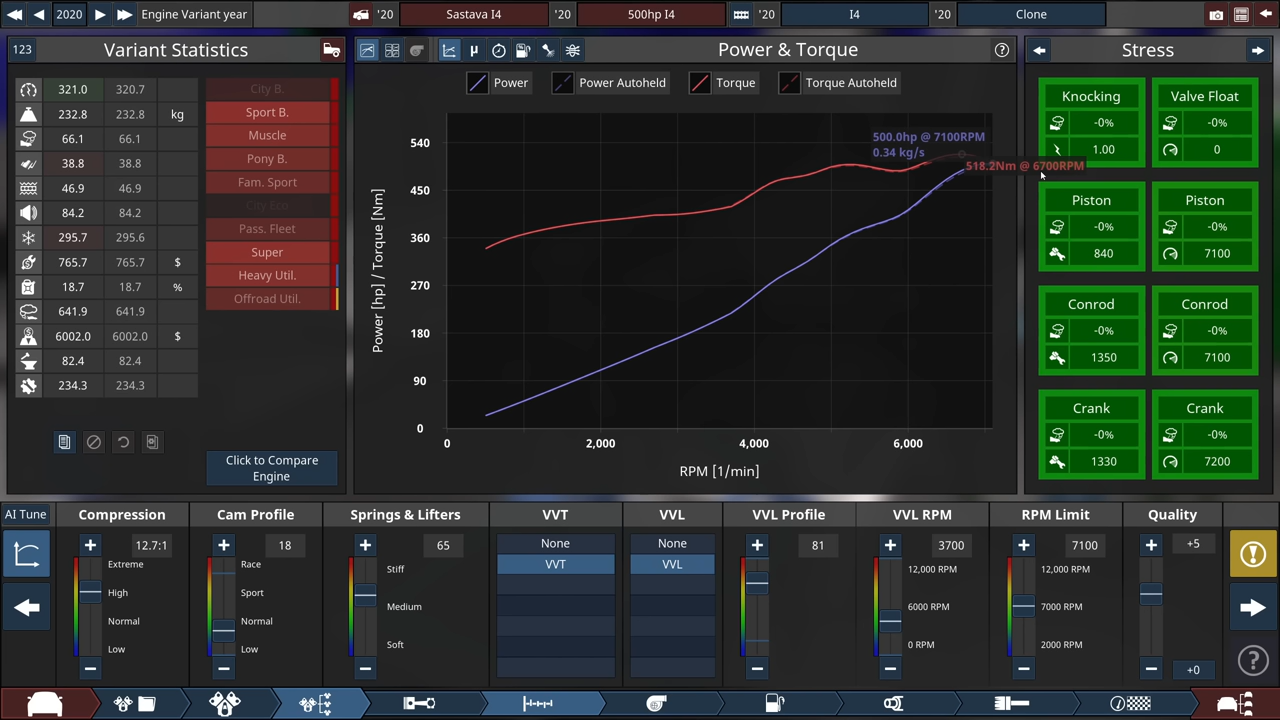 2020
Engine Variant year
'20
Sastava I4
'20
500hp I4
'20
I4
'20
Clone
123
Variant Statistics
321.0 320.7
232.8 232.8 kg
66.1 66.1
38.8 38.8
46.9 46.9
84.2 84.2
295.7 295.6
765.7 765.7 $
18.7 18.7 %
641.9 641.9
6002.0 6002.0 $
82.4 82.4
234.3 234.3
City B.
Sport B.
Muscle
Pony B.
Fam. Sport
City Eco
Pass. Fleet
Super
Heavy Util.
Offroad Util.
Click to Compare
Engine
Power & Torque
?
Power
Power Autoheld
Torque
Torque Autoheld
500.0hp @ 7100RPM
0.34 kg/s
518.2Nm @ 6700RPM
Power [hp] / Torque [Nm]
540
450
360
270
180
90
0
0 2,000 4,000 6,000
RPM [1/min]
Stress
Knocking
-0%
1.00
Valve Float
-0%
0
Piston
-0%
840
Piston
-0%
7100
Conrod
-0%
1350
Conrod
-0%
7100
Crank
-0%
1330
Crank
-0%
7200
AI Tune
Compression
+ 12.7:1
Extreme
High
Normal
Low
−
Cam Profile
+ 18
Race
Sport
Normal
Low
−
Springs & Lifters
+ 65
Stiff
Medium
Soft
−
VVT
None
VVT
VVL
None
VVL
VVL Profile
+ 81
−
VVL RPM
+ 3700
12,000 RPM
6000 RPM
0 RPM
−
RPM Limit
+ 7100
12,000 RPM
7000 RPM
2000 RPM
−
Quality
+ +5
− +0
!
?